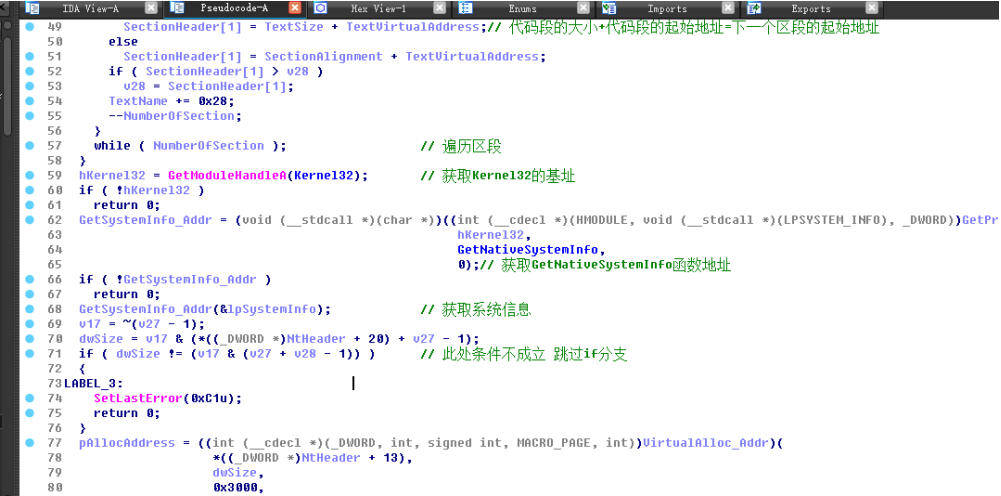 IDA View-A Pseudocode-A Hex View-1 Enums Imports Exports
49 SectionHeader[1] = TextSize + TextVirtualAddress;// 代码段的大小+代码段的起始地址=下一个区段的起始地址
50 else
51 SectionHeader[1] = SectionAlignment + TextVirtualAddress;
52 if ( SectionHeader[1] > v28 )
53 v28 = SectionHeader[1];
54 TextName += 0x28;
55 --NumberOfSection;
56 }
57 while ( NumberOfSection ); // 遍历区段
58 }
59 hKernel32 = GetModuleHandleA(Kernel32); // 获取Kernel32的基址
60 if ( !hKernel32 )
61 return 0;
62 GetSystemInfo_Addr = (void (__stdcall *)(char *))((int (__cdecl *)(HMODULE, void (__stdcall *)(LPSYSTEM_INFO), _DWORD))GetPr
63 hKernel32,
64 GetNativeSystemInfo,
65 0);// 获取GetNativeSystemInfo函数地址
66 if ( !GetSystemInfo_Addr )
67 return 0;
68 GetSystemInfo_Addr(&lpSystemInfo); // 获取系统信息
69 v17 = ~(v27 - 1);
70 dwSize = v17 & (*((_DWORD *)NtHeader + 20) + v27 - 1);
71 if ( dwSize != (v17 & (v27 + v28 - 1)) ) // 此处条件不成立 跳过if分支
72 {
73 LABEL_3:
74 SetLastError(0xC1u);
75 return 0;
76 }
77 pAllocAddress = ((int (__cdecl *)(_DWORD, int, signed int, MACRO_PAGE, int))VirtualAlloc_Addr)(
78 *((_DWORD *)NtHeader + 13),
79 dwSize,
80 0x3000,